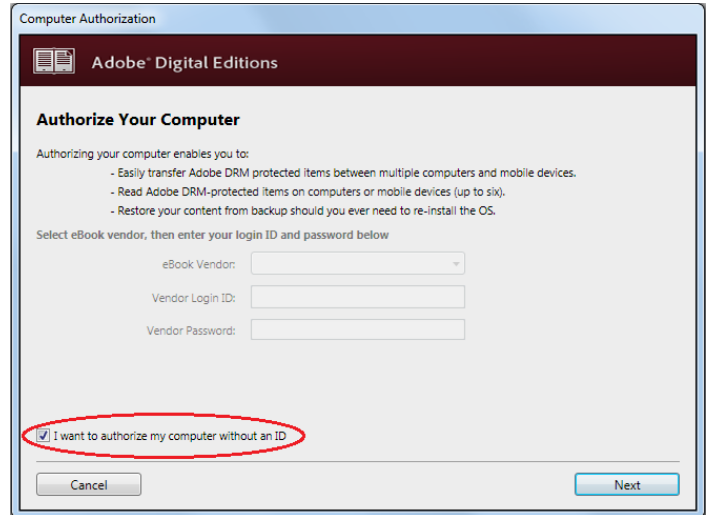 Computer Authorization
Adobe® Digital Editions
Authorize Your Computer
Authorizing your computer enables you to:
- Easily transfer Adobe DRM protected items between multiple computers and mobile devices.
- Read Adobe DRM-protected items on computers or mobile devices (up to six).
- Restore your content from backup should you ever need to re-install the OS.
Select eBook vendor, then enter your login ID and password below
eBook Vendor:
Vendor Login ID:
Vendor Password:
I want to authorize my computer without an ID
Cancel Next